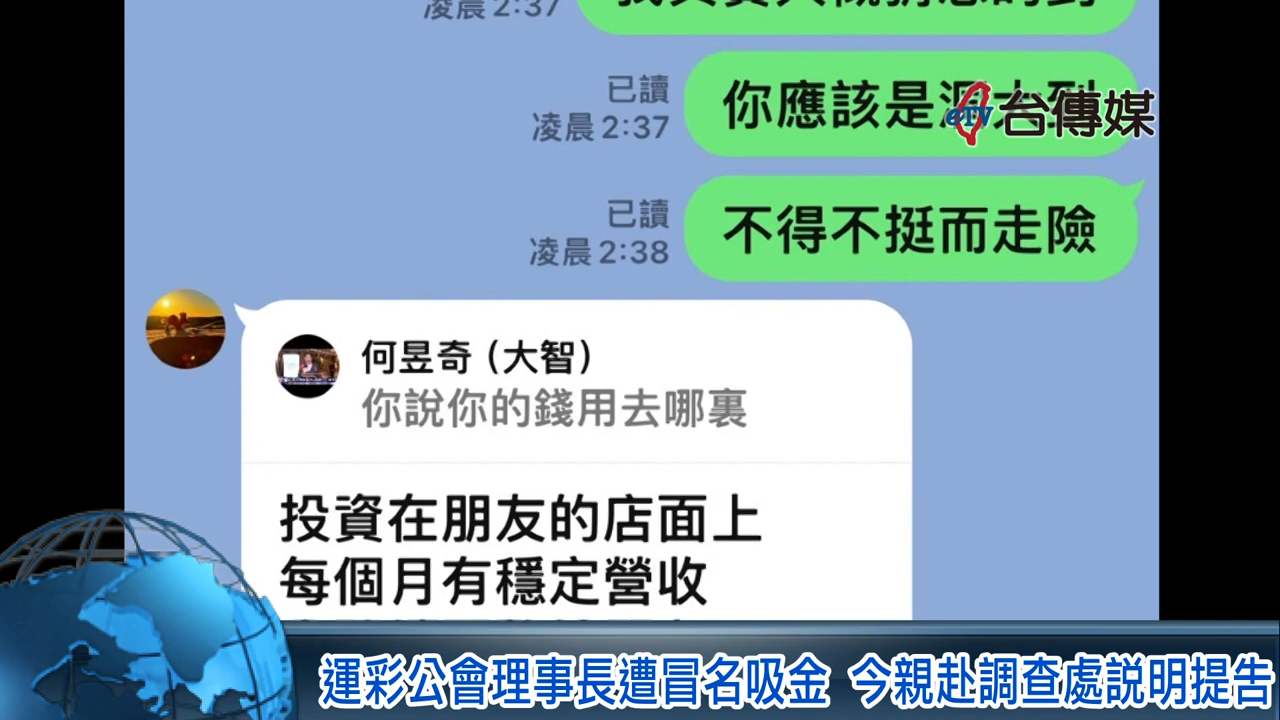 凌晨2:37
已讀
凌晨2:37
你應該是
eTV 台傳媒
已讀
凌晨2:38
不得不挺而走險
何昱奇（大智）
你說你的錢用去哪裏
投資在朋友的店面上
每個月有穩定營收
運彩公會理事長遭冒名吸金 今親赴調查處説明提告